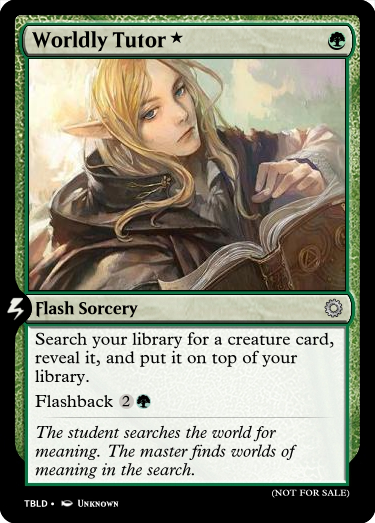 Worldly Tutor ★
Flash Sorcery
Search your library for a creature card,
reveal it, and put it on top of your
library.
Flashback 2
The student searches the world for
meaning. The master finds worlds of
meaning in the search.
(NOT FOR SALE)
TBLD • Unknown